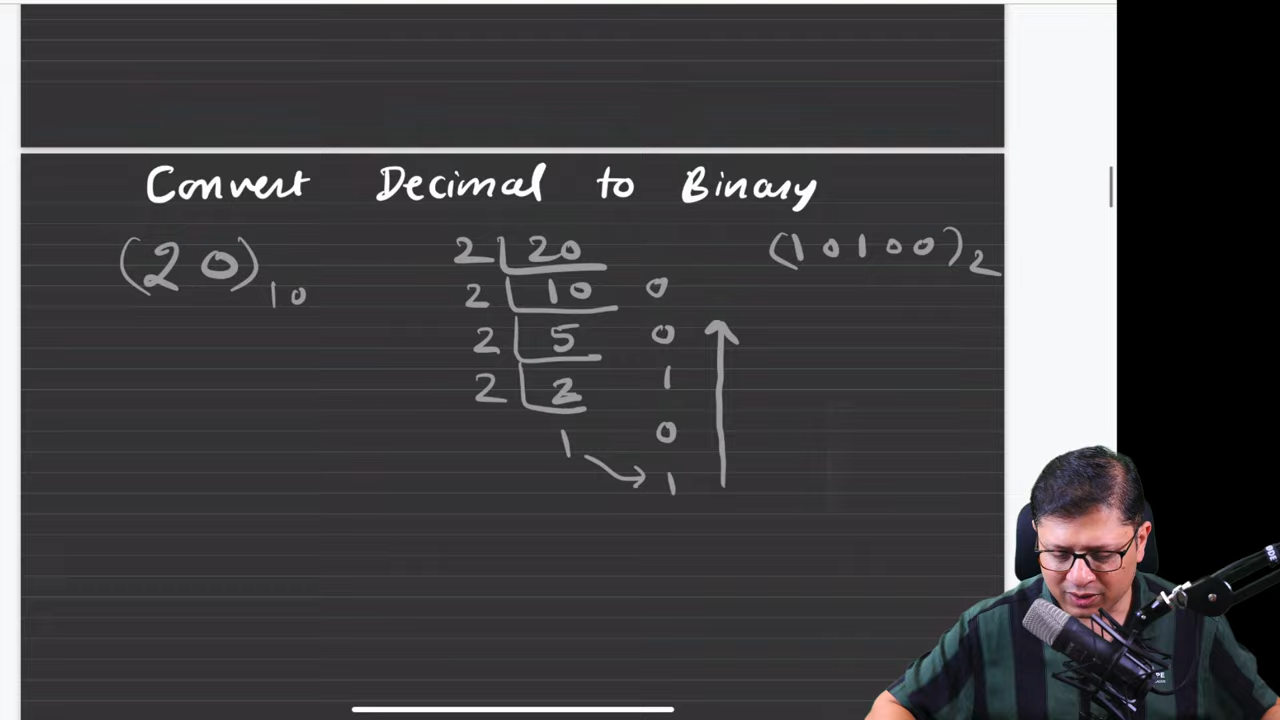 Convert Decimal to Binary
(20)10 2 20 (10100)2
2 10 0
2 5 0
2 2 1
1 0
1